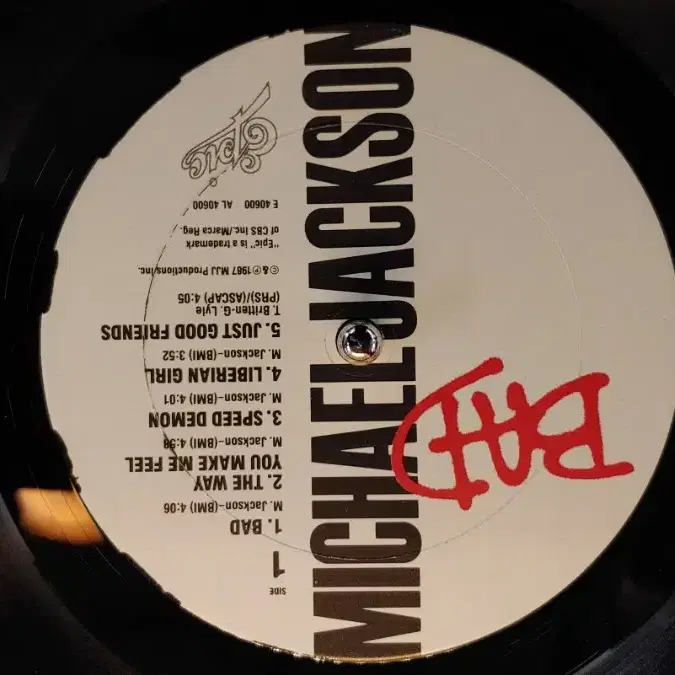 MICHAEL JACKSON
BAD
SIDE
1
1. BAD
M. Jackson-(BMI) 4:06
2. THE WAY
YOU MAKE ME FEEL
M. Jackson-(BMI) 4:98
3. SPEED DEMON
M. Jackson-(BMI) 4:01
4. LIBERIAN GIRL
M. Jackson-(BMI) 3:52
5. JUST GOOD FRIENDS
T. Britten-G. Lyle
(PRS)/(ASCAP) 4:05
© & ℗ 1987 MJJ Productions, Inc.
"Epic" is a trademark
of CBS Inc./Marca Reg.
E 40600 AL 40600
Epic